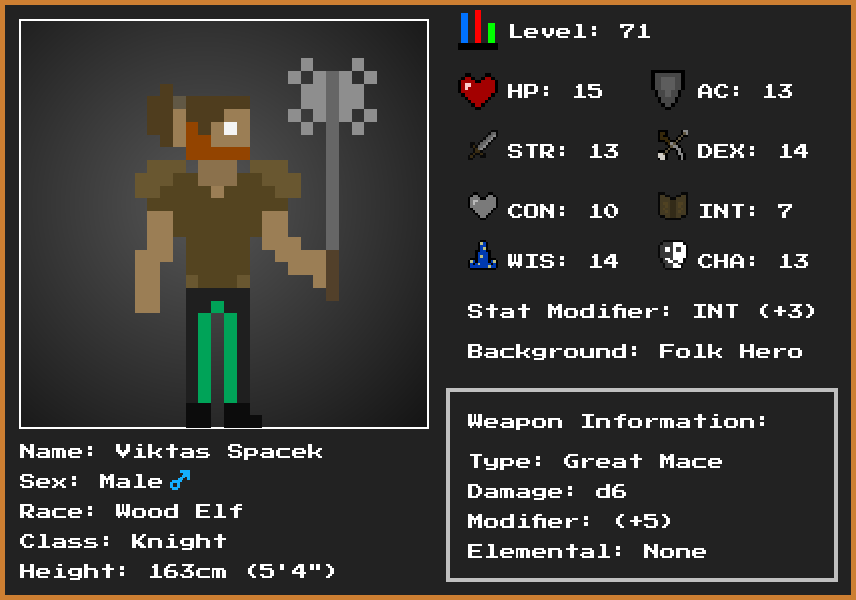 Level: 71
HP: 15 AC: 13
STR: 13 DEX: 14
CON: 10 INT: 7
WIS: 14 CHA: 13
Stat Modifier: INT (+3)
Background: Folk Hero
Weapon Information:
Type: Great Mace
Damage: d6
Modifier: (+5)
Elemental: None
Name: Viktas Spacek
Sex: Male♂
Race: Wood Elf
Class: Knight
Height: 163cm (5'4")